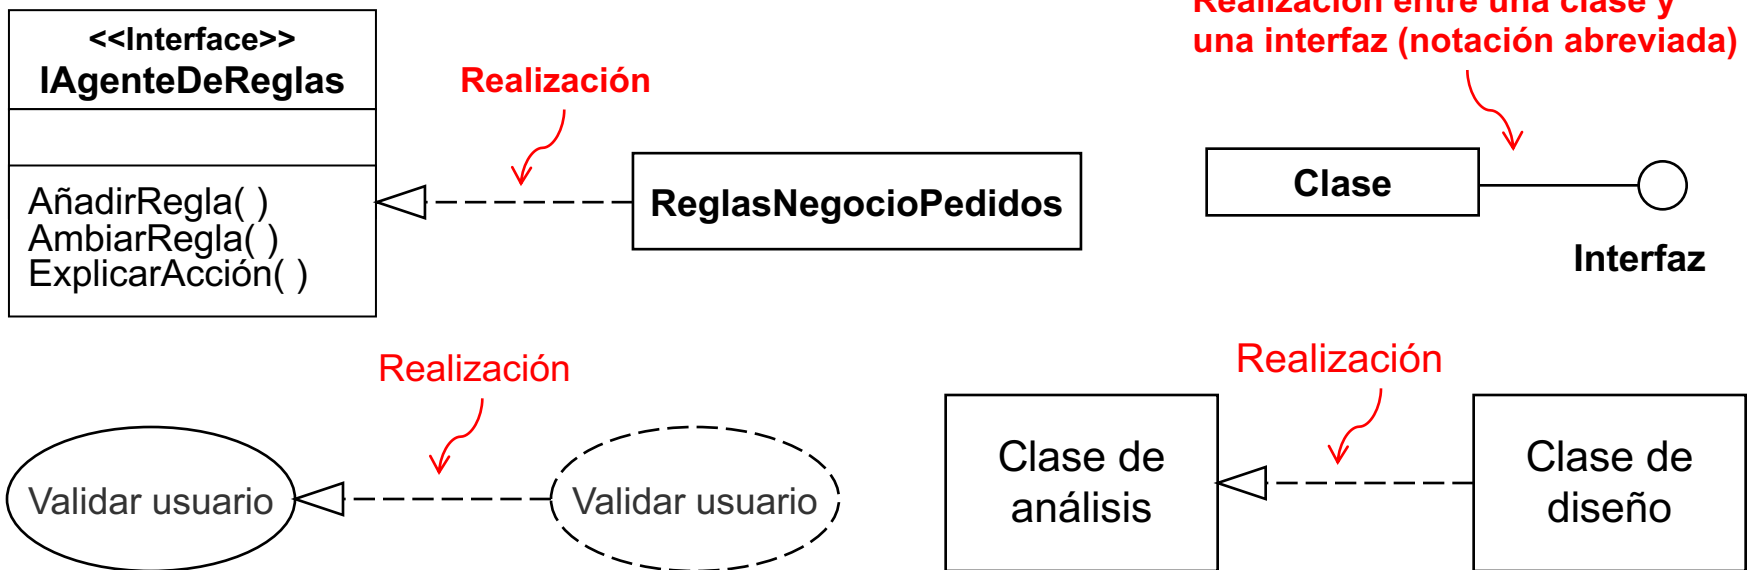 Realización entre una clase y
una interfaz (notación abreviada)
<<Interface>>
IAgenteDeReglas
AñadirRegla( )
AmbiarRegla( )
ExplicarAcción( )
Realización
ReglasNegocioPedidos
Clase
Interfaz
Realización
Validar usuario
Validar usuario
Realización
Clase de
análisis
Clase de
diseño